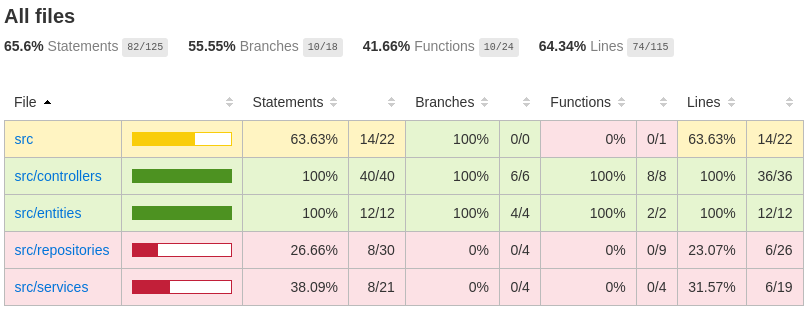 All files
65.6% Statements 82/125 55.55% Branches 10/18 41.66% Functions 10/24 64.34% Lines 74/115
File Statements Branches Functions Lines
src 63.63% 14/22 100% 0/0 0% 0/1 63.63% 14/22
src/controllers 100% 40/40 100% 6/6 100% 8/8 100% 36/36
src/entities 100% 12/12 100% 4/4 100% 2/2 100% 12/12
src/repositories 26.66% 8/30 0% 0/4 0% 0/9 23.07% 6/26
src/services 38.09% 8/21 0% 0/4 0% 0/4 31.57% 6/19